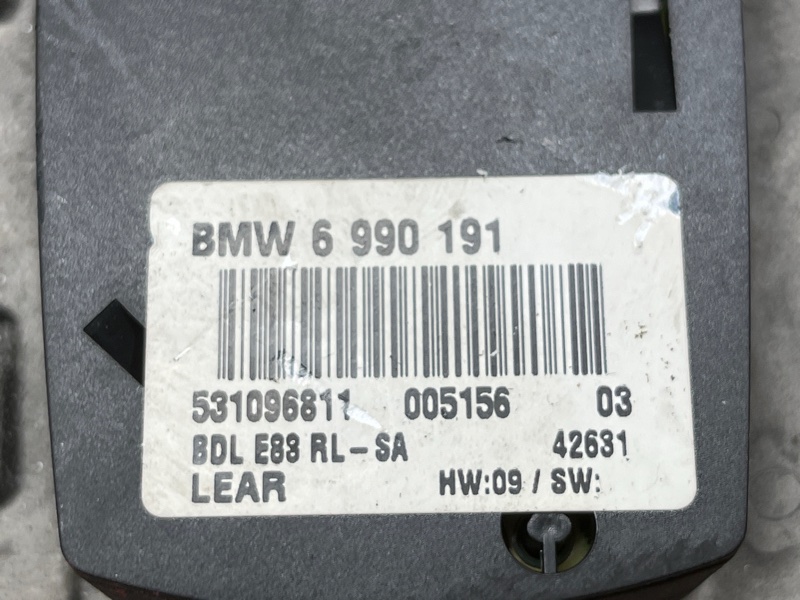 BMW 6 990 191
531096811 005156 03
BDL E83 RL-SA 42631
LEAR HW:09 / SW: